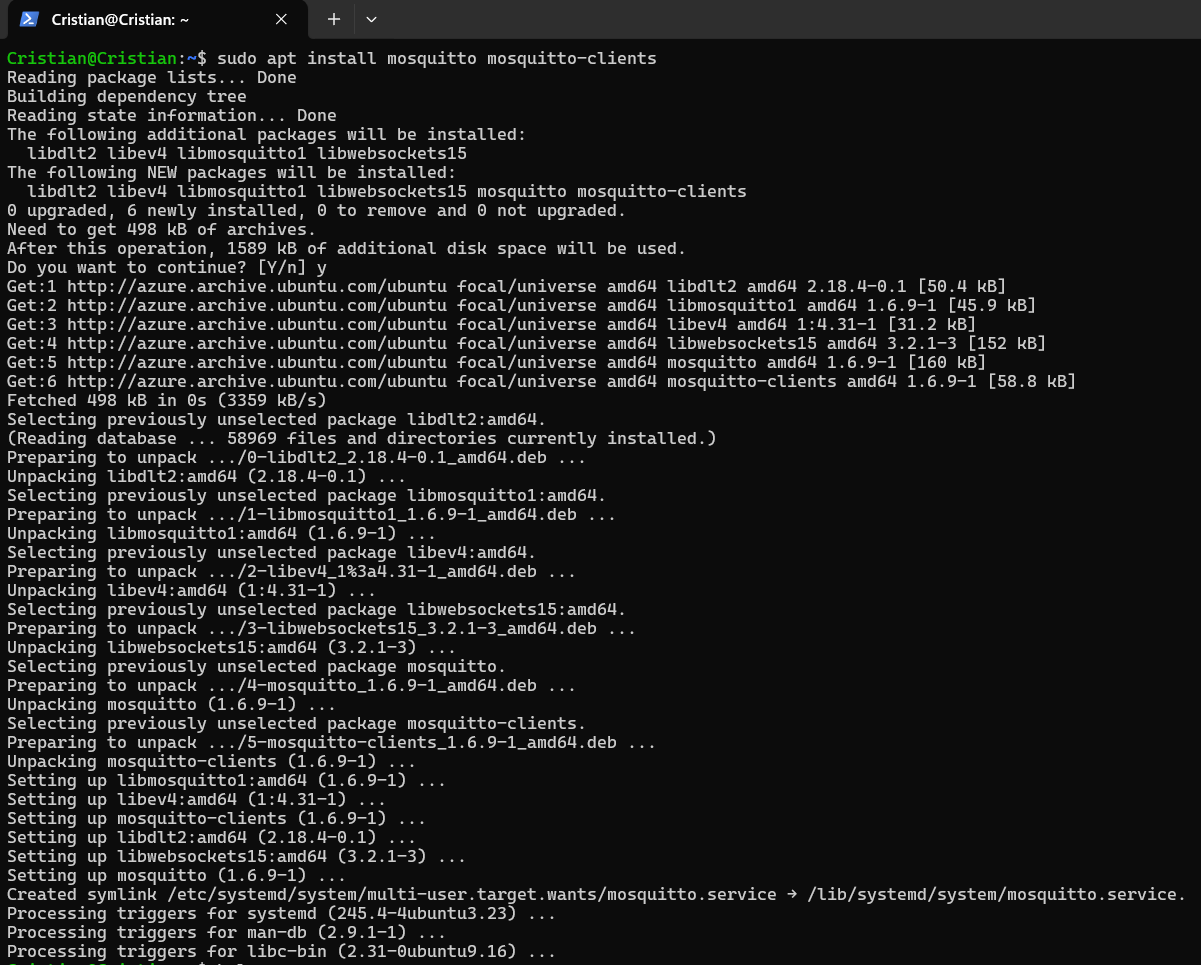 Cristian@Cristian: ~
Cristian@Cristian:~$ sudo apt install mosquitto mosquitto-clients
Reading package lists... Done
Building dependency tree
Reading state information... Done
The following additional packages will be installed:
  libdlt2 libev4 libmosquitto1 libwebsockets15
The following NEW packages will be installed:
  libdlt2 libev4 libmosquitto1 libwebsockets15 mosquitto mosquitto-clients
0 upgraded, 6 newly installed, 0 to remove and 0 not upgraded.
Need to get 498 kB of archives.
After this operation, 1589 kB of additional disk space will be used.
Do you want to continue? [Y/n] y
Get:1 http://azure.archive.ubuntu.com/ubuntu focal/universe amd64 libdlt2 amd64 2.18.4-0.1 [50.4 kB]
Get:2 http://azure.archive.ubuntu.com/ubuntu focal/universe amd64 libmosquitto1 amd64 1.6.9-1 [45.9 kB]
Get:3 http://azure.archive.ubuntu.com/ubuntu focal/universe amd64 libev4 amd64 1:4.31-1 [31.2 kB]
Get:4 http://azure.archive.ubuntu.com/ubuntu focal/universe amd64 libwebsockets15 amd64 3.2.1-3 [152 kB]
Get:5 http://azure.archive.ubuntu.com/ubuntu focal/universe amd64 mosquitto amd64 1.6.9-1 [160 kB]
Get:6 http://azure.archive.ubuntu.com/ubuntu focal/universe amd64 mosquitto-clients amd64 1.6.9-1 [58.8 kB]
Fetched 498 kB in 0s (3359 kB/s)
Selecting previously unselected package libdlt2:amd64.
(Reading database ... 58969 files and directories currently installed.)
Preparing to unpack .../0-libdlt2_2.18.4-0.1_amd64.deb ...
Unpacking libdlt2:amd64 (2.18.4-0.1) ...
Selecting previously unselected package libmosquitto1:amd64.
Preparing to unpack .../1-libmosquitto1_1.6.9-1_amd64.deb ...
Unpacking libmosquitto1:amd64 (1.6.9-1) ...
Selecting previously unselected package libev4:amd64.
Preparing to unpack .../2-libev4_1%3a4.31-1_amd64.deb ...
Unpacking libev4:amd64 (1:4.31-1) ...
Selecting previously unselected package libwebsockets15:amd64.
Preparing to unpack .../3-libwebsockets15_3.2.1-3_amd64.deb ...
Unpacking libwebsockets15:amd64 (3.2.1-3) ...
Selecting previously unselected package mosquitto.
Preparing to unpack .../4-mosquitto_1.6.9-1_amd64.deb ...
Unpacking mosquitto (1.6.9-1) ...
Selecting previously unselected package mosquitto-clients.
Preparing to unpack .../5-mosquitto-clients_1.6.9-1_amd64.deb ...
Unpacking mosquitto-clients (1.6.9-1) ...
Setting up libmosquitto1:amd64 (1.6.9-1) ...
Setting up libev4:amd64 (1:4.31-1) ...
Setting up mosquitto-clients (1.6.9-1) ...
Setting up libdlt2:amd64 (2.18.4-0.1) ...
Setting up libwebsockets15:amd64 (3.2.1-3) ...
Setting up mosquitto (1.6.9-1) ...
Created symlink /etc/systemd/system/multi-user.target.wants/mosquitto.service → /lib/systemd/system/mosquitto.service.
Processing triggers for systemd (245.4-4ubuntu3.23) ...
Processing triggers for man-db (2.9.1-1) ...
Processing triggers for libc-bin (2.31-0ubuntu9.16) ...